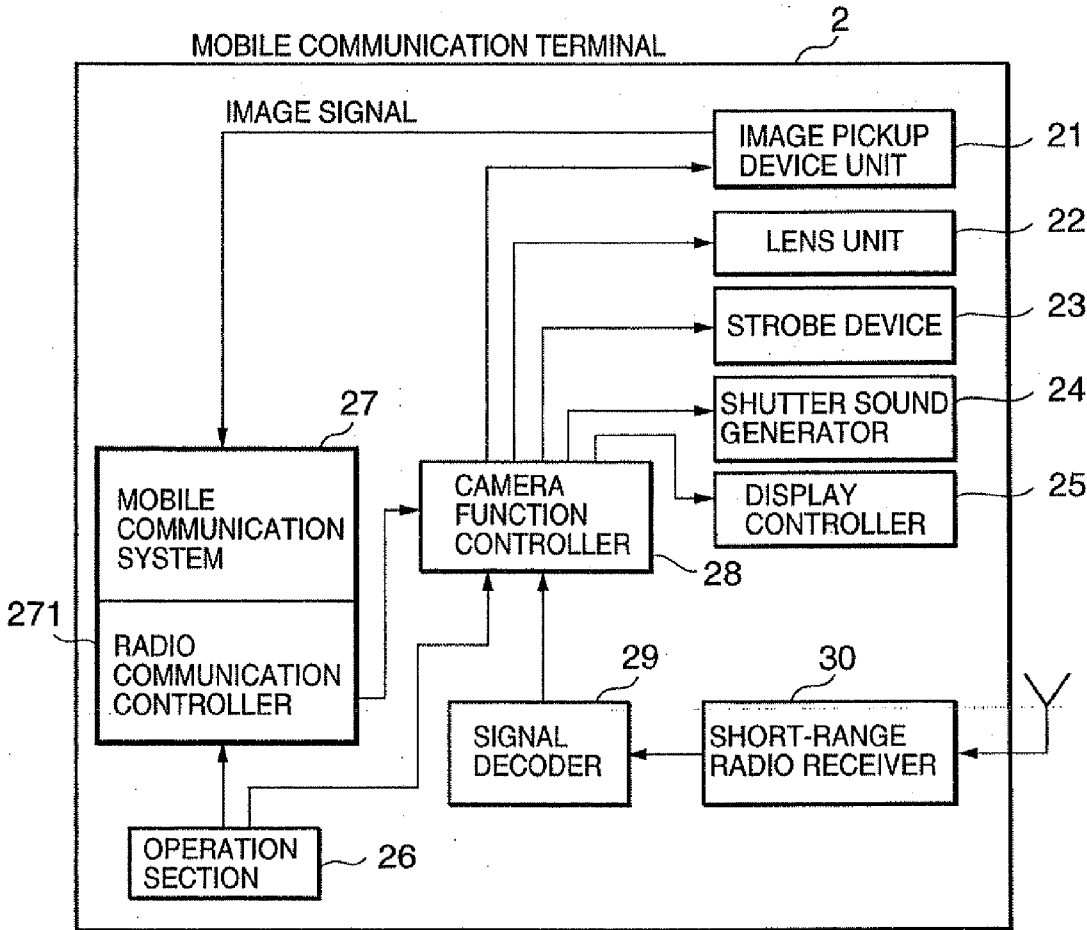 2
MOBILE COMMUNICATION TERMINAL
IMAGE SIGNAL
IMAGE PICKUP
DEVICE UNIT
21
LENS UNIT
22
STROBE DEVICE
23
SHUTTER SOUND
GENERATOR
24
DISPLAY
CONTROLLER
25
27
MOBILE
COMMUNICATION
SYSTEM
CAMERA
FUNCTION
CONTROLLER
28
271
RADIO
COMMUNICATION
CONTROLLER
29
SIGNAL
DECODER
30
SHORT-RANGE
RADIO RECEIVER
OPERATION
SECTION
26